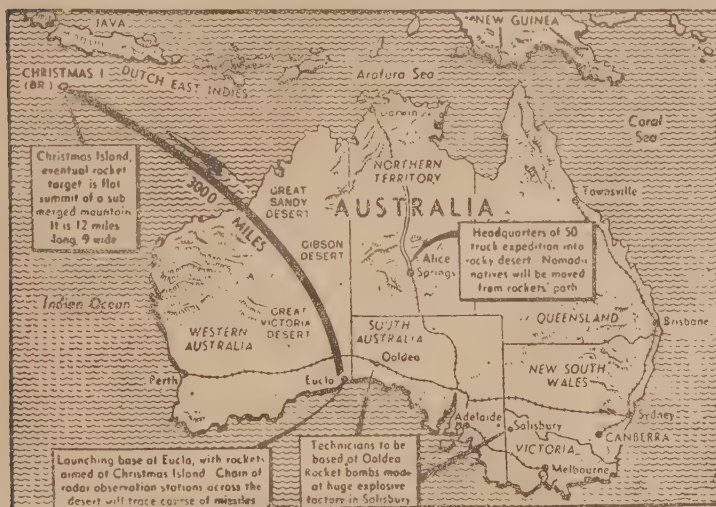 JAVA
NEW GUINEA
CHRISTMAS I
(BR)
DUTCH EAST INDIES
Arafura Sea
Coral
Sea
Darwin
Christmas Island,
eventual rocket
target is flat
summit of a sub
merged mountain
It is 12 miles
long, 9 wide
3000 MILES
NORTHERN
TERRITORY
GREAT
SANDY
DESERT
Townsville
AUSTRALIA
GIBSON
DESERT
Alice
Springs
Headquarters of 50
truck expedition into
rocky desert Nomadic
natives will be moved
from rockets' path
Indian Ocean
GREAT
VICTORIA
DESERT
WESTERN
AUSTRALIA
SOUTH
AUSTRALIA
QUEENSLAND
Brisbane
Ooldea
NEW SOUTH
WALES
Perth
Eucla
Adelaide
Salisbury
Sydney
CANBERRA
VICTORIA
Melbourne
Launching base at Eucla, with rockets
aimed at Christmas Island Chain of
radar observation stations across the
desert will trace course of missiles
Technicians to be
based at Ooldea
Rocket bombs made
at huge explosive
factory in Salisbury